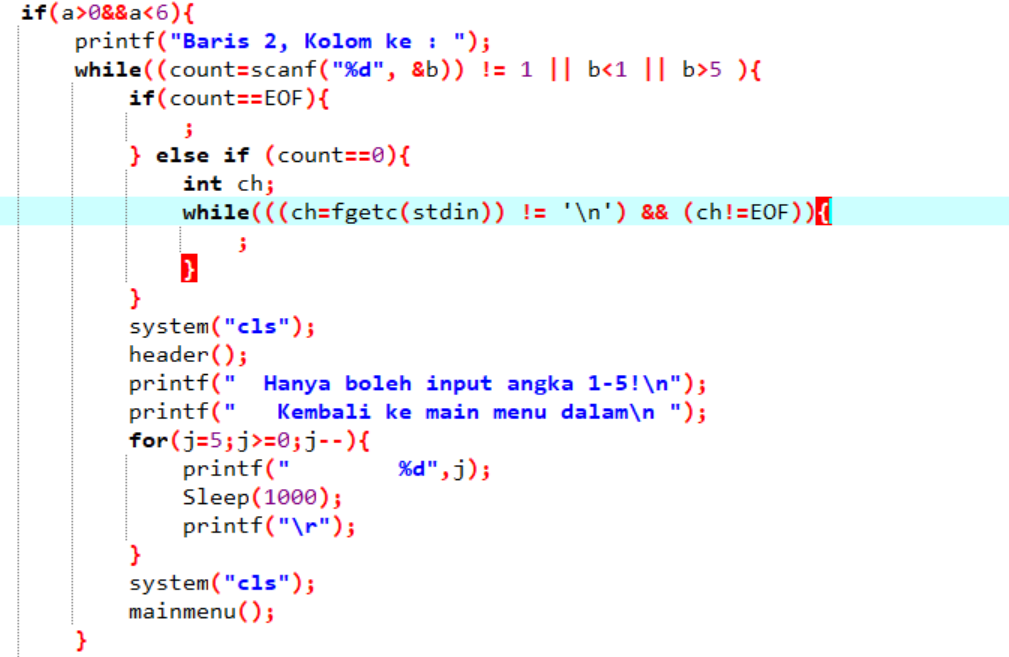 if(a>0&&a<6){
printf("Baris 2, Kolom ke : ");
while((count=scanf("%d", &b)) != 1 || b<1 || b>5 ){
if(count==EOF){
;
} else if (count==0){
int ch;
while(((ch=fgetc(stdin)) != '\n') && (ch!=EOF)){
;
}
}
system("cls");
header();
printf("  Hanya boleh input angka 1-5!\n");
printf("   Kembali ke main menu dalam\n ");
for(j=5;j>=0;j--){
printf("        %d",j);
Sleep(1000);
printf("\r");
}
system("cls");
mainmenu();
}